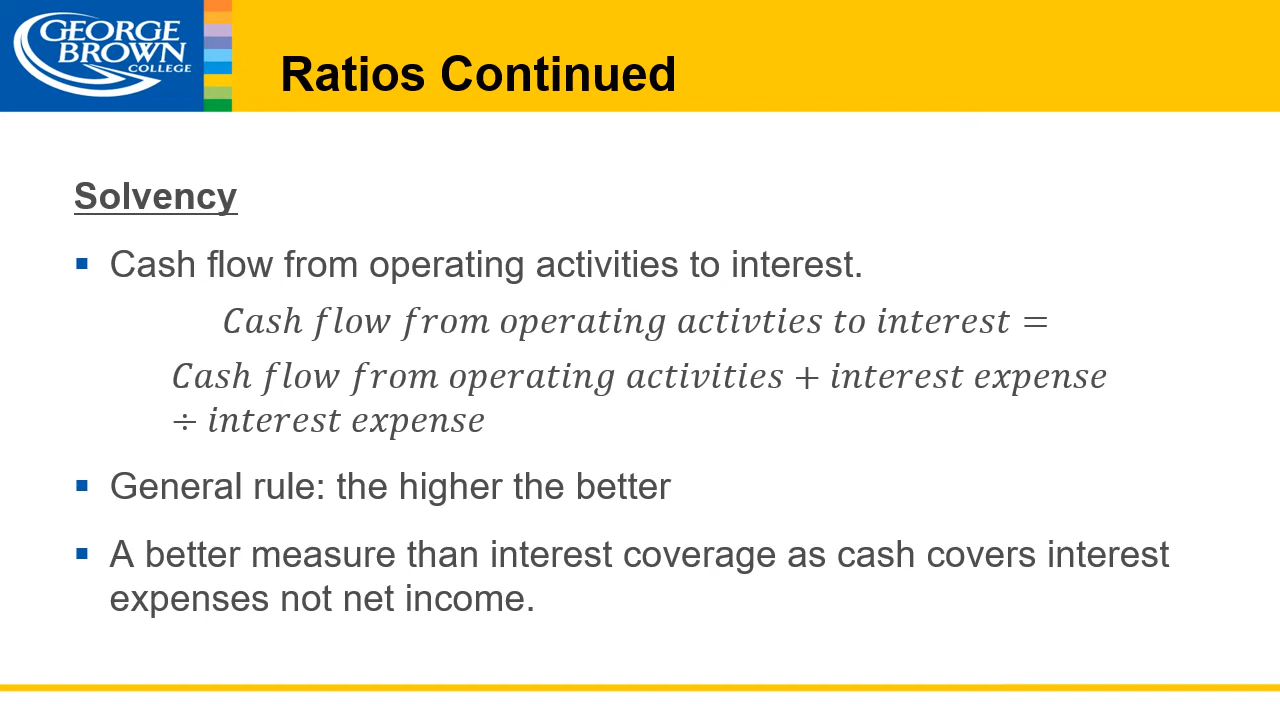 GEORGE
BROWN
COLLEGE
Ratios Continued
Solvency
▪ Cash flow from operating activities to interest.
Cash flow from operating activties to interest =
Cash flow from operating activities + interest expense
÷ interest expense
▪ General rule: the higher the better
▪ A better measure than interest coverage as cash covers interest
expenses not net income.